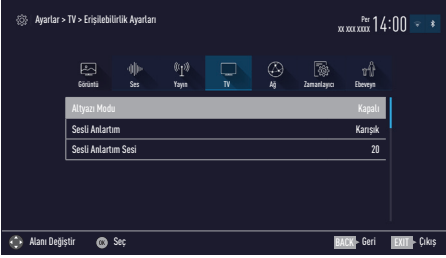 Ayarlar > TV > Erişilebilirlik Ayarları
Per
xx xxx xxxx 14:00
Görüntü Ses Yayın TV Ağ Zamanlayıcı Ebeveyn
Altyazı Modu Kapalı
Sesli Anlartım Karışık
Sesli Anlartım Sesi 20
Alanı Değiştir OK Seç BACK Geri EXIT Çıkış